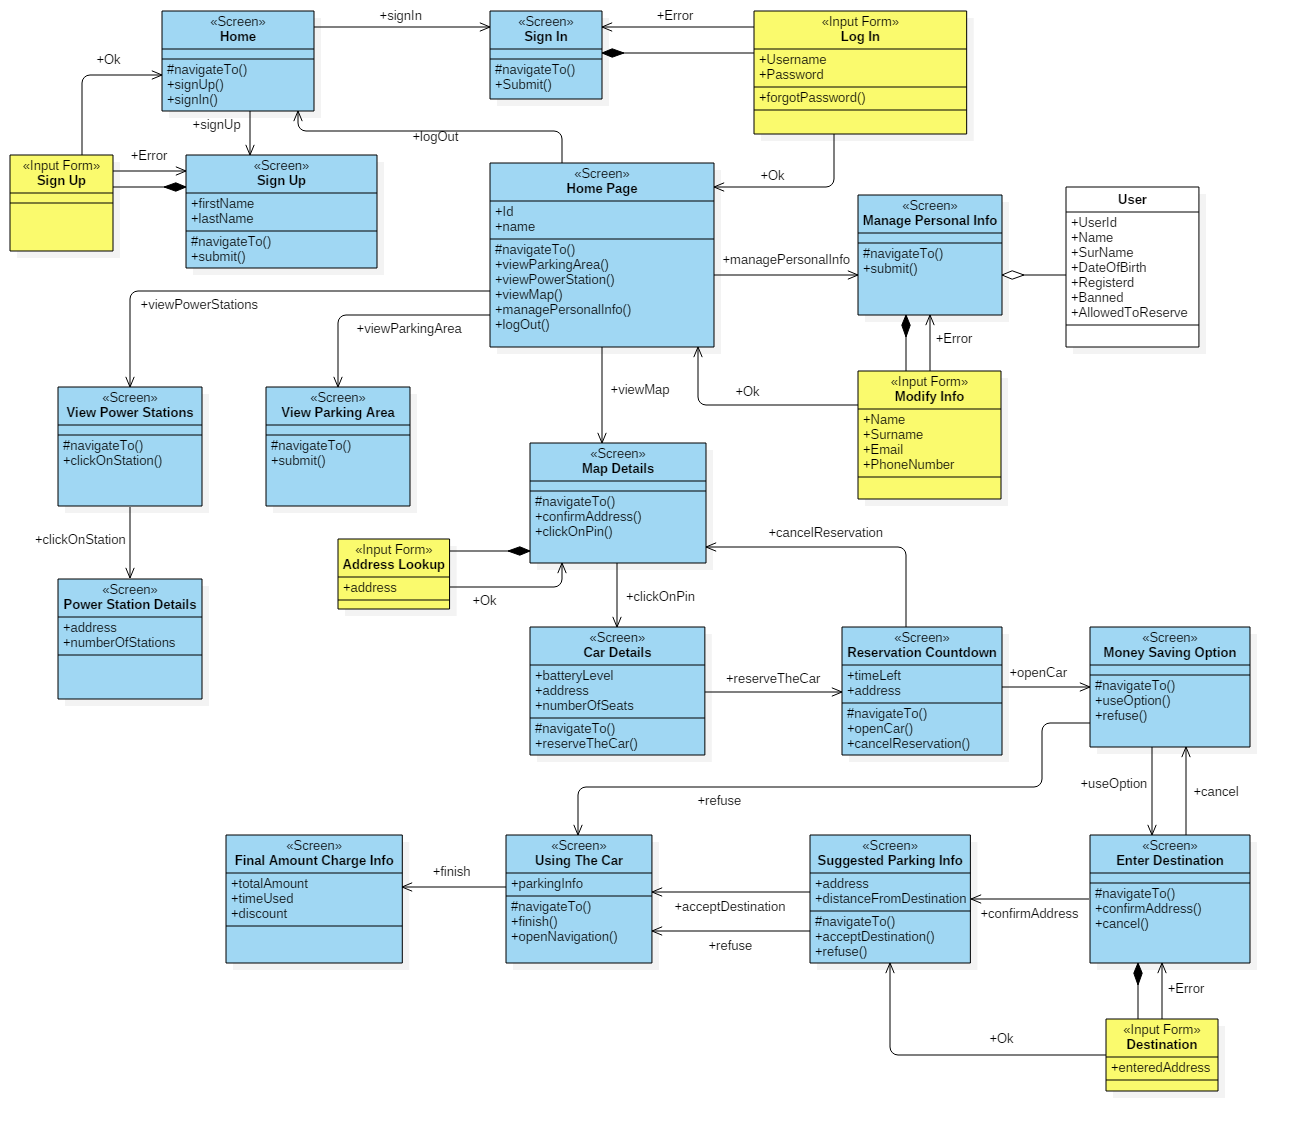 «Screen»
Home
#navigateTo()
+signUp()
+signIn()
+signIn
«Screen»
Sign In
#navigateTo()
+Submit()
+Error
«Input Form»
Log In
+Username
+Password
+forgotPassword()
+Ok
+signUp
+logOut
+Ok
«Input Form»
Sign Up
+Error
«Screen»
Sign Up
+firstName
+lastName
#navigateTo()
+submit()
«Screen»
Home Page
+Id
+name
#navigateTo()
+viewParkingArea()
+viewPowerStation()
+viewMap()
+managePersonalInfo()
+logOut()
+managePersonalInfo
«Screen»
Manage Personal Info
#navigateTo()
+submit()
User
+UserId
+Name
+SurName
+DateOfBirth
+Registerd
+Banned
+AllowedToReserve
+viewPowerStations
+viewParkingArea
+Error
+viewMap
+Ok
«Input Form»
Modify Info
+Name
+Surname
+Email
+PhoneNumber
«Screen»
View Power Stations
#navigateTo()
+clickOnStation()
«Screen»
View Parking Area
#navigateTo()
+submit()
«Screen»
Map Details
#navigateTo()
+confirmAddress()
+clickOnPin()
+clickOnStation
«Input Form»
Address Lookup
+address
+Ok
+cancelReservation
+clickOnPin
«Screen»
Power Station Details
+address
+numberOfStations
«Screen»
Car Details
+batteryLevel
+address
+numberOfSeats
#navigateTo()
+reserveTheCar()
+reserveTheCar
«Screen»
Reservation Countdown
+timeLeft
+address
#navigateTo()
+openCar()
+cancelReservation()
+openCar
«Screen»
Money Saving Option
#navigateTo()
+useOption()
+refuse()
+refuse
+useOption
+cancel
«Screen»
Final Amount Charge Info
+totalAmount
+timeUsed
+discount
+finish
«Screen»
Using The Car
+parkingInfo
#navigateTo()
+finish()
+openNavigation()
+acceptDestination
+refuse
«Screen»
Suggested Parking Info
+address
+distanceFromDestination
#navigateTo()
+acceptDestination()
+refuse()
+confirmAddress
«Screen»
Enter Destination
#navigateTo()
+confirmAddress()
+cancel()
+Error
+Ok
«Input Form»
Destination
+enteredAddress